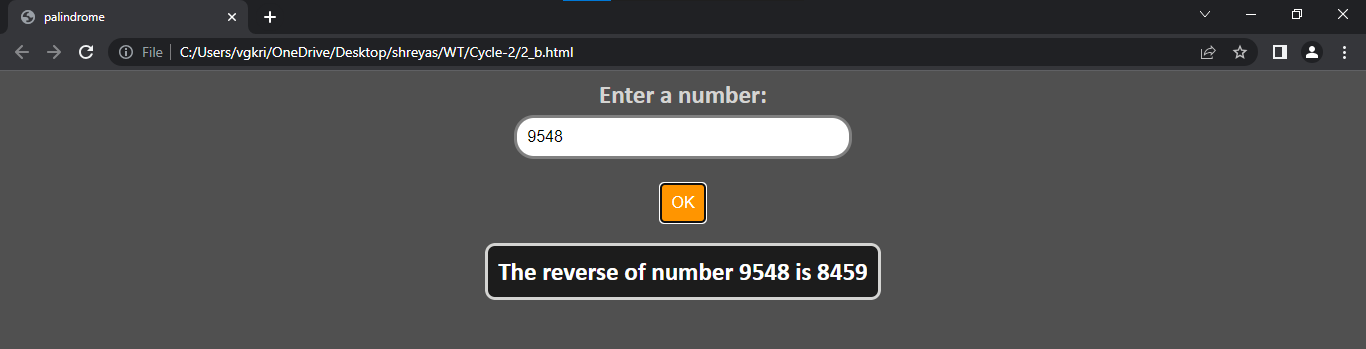 palindrome
File C:/Users/vgkri/OneDrive/Desktop/shreyas/WT/Cycle-2/2_b.html
Enter a number:
9548
OK
The reverse of number 9548 is 8459